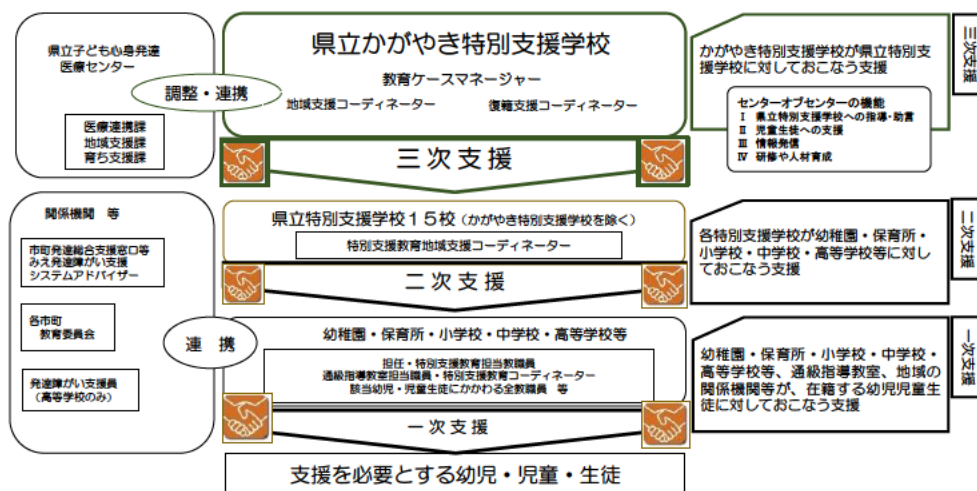 県立子ども心身発達
医療センター
調整・連携
医療連携課
地域支援課
育ち支援課
県立かがやき特別支援学校
教育ケースマネージャー
地域支援コーディネーター 復籍支援コーディネーター
三次支援
かがやき特別支援学校が県立特別支
援学校に対しておこなう支援
センターオブセンターの機能
Ⅰ 県立特別支援学校への指導・助言
Ⅱ 児童生徒への支援
Ⅲ 情報発信
Ⅳ 研修や人材育成
三次支援
関係機関 等
市町発達総合支援窓口等
みえ発達障がい支援
システムアドバイザー
各市町
教育委員会
発達障がい支援員
(高等学校のみ)
連 携
県立特別支援学校15校(かがやき特別支援学校を除く)
特別支援教育地域支援コーディネーター
二次支援
各特別支援学校が幼稚園・保育所・
小学校・中学校・高等学校等に対し
ておこなう支援
二次支援
幼稚園・保育所・小学校・中学校・高等学校等
担任・特別支援教育担当教職員
通級指導教室担当職員・特別支援教育コーディネーター
該当幼児・児童生徒にかかわる全教職員 等
一次支援
幼稚園・保育所・小学校・中学校・
高等学校等、通級指導教室、地域の
関係機関等が、在籍する幼児児童生
徒に対しておこなう支援
一次支援
支援を必要とする幼児・児童・生徒